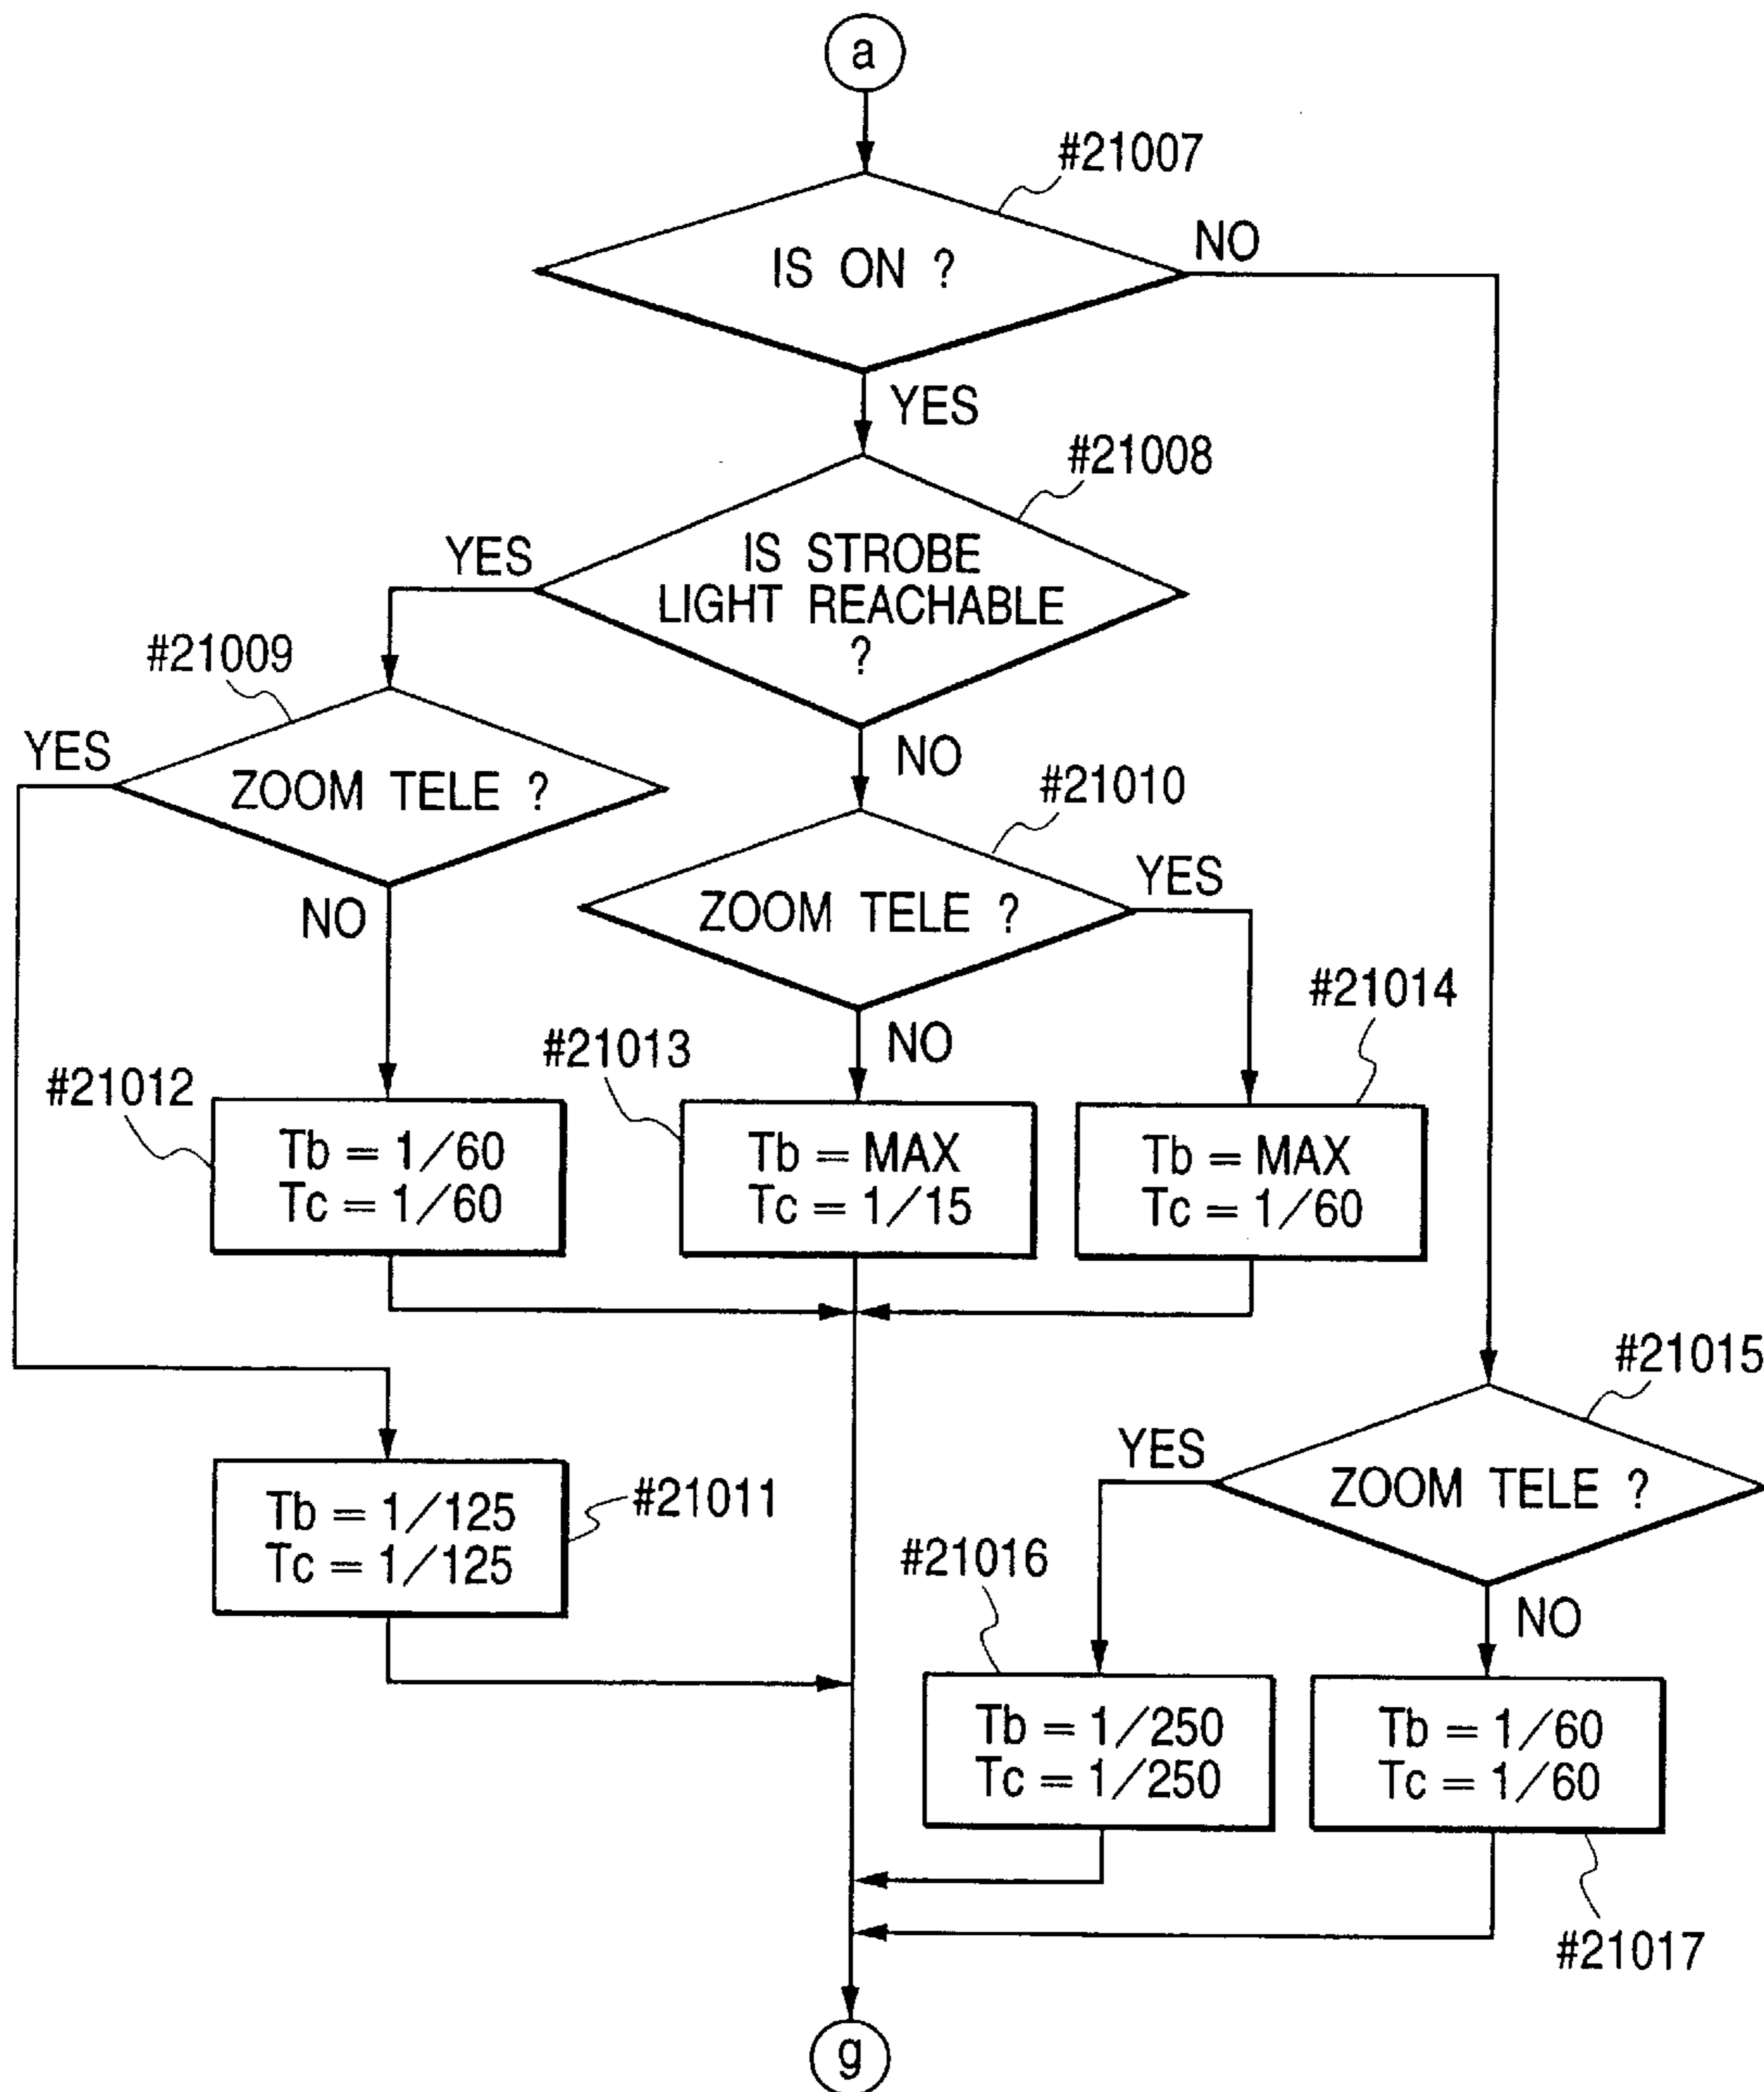 a
#21007
IS ON ?
NO
YES
#21008
IS STROBE
LIGHT REACHABLE
?
YES
NO
#21009
ZOOM TELE ?
YES
NO
#21010
ZOOM TELE ?
YES
NO
#21012
Tb = 1/60
Tc = 1/60
#21013
Tb = MAX
Tc = 1/15
#21014
Tb = MAX
Tc = 1/60
#21011
Tb = 1/125
Tc = 1/125
#21015
ZOOM TELE ?
YES
NO
#21016
Tb = 1/250
Tc = 1/250
Tb = 1/60
Tc = 1/60
#21017
g